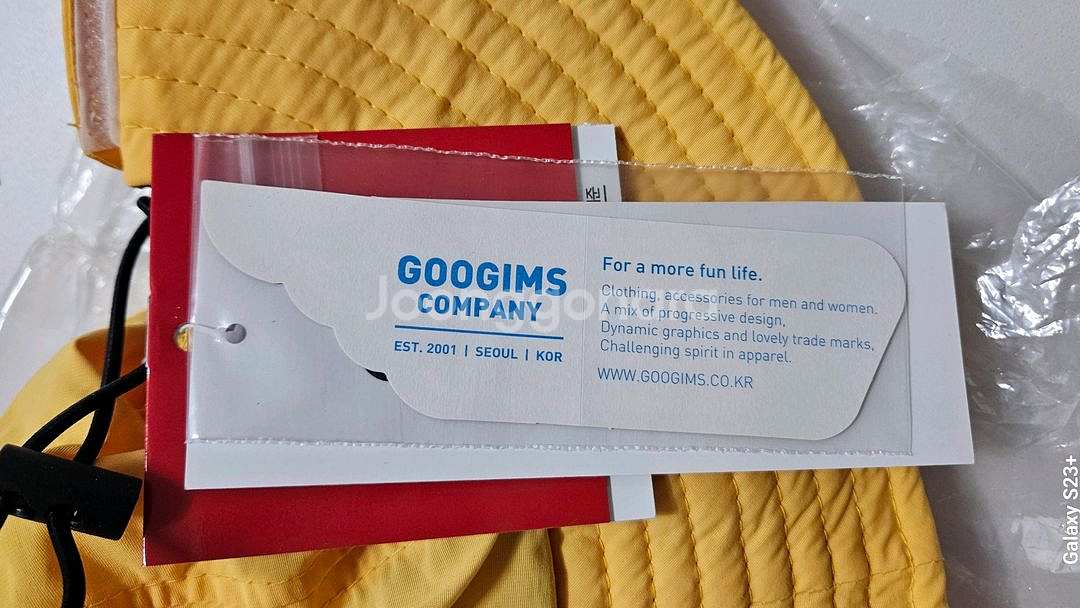 GOOGIMS
COMPANY
EST. 2001 | SEOUL | KOR
For a more fun life.
Clothing, accessories for men and women.
A mix of progressive design,
Dynamic graphics and lovely trade marks,
Challenging spirit in apparel.
WWW.GOOGIMS.CO.KR
Galaxy S23+